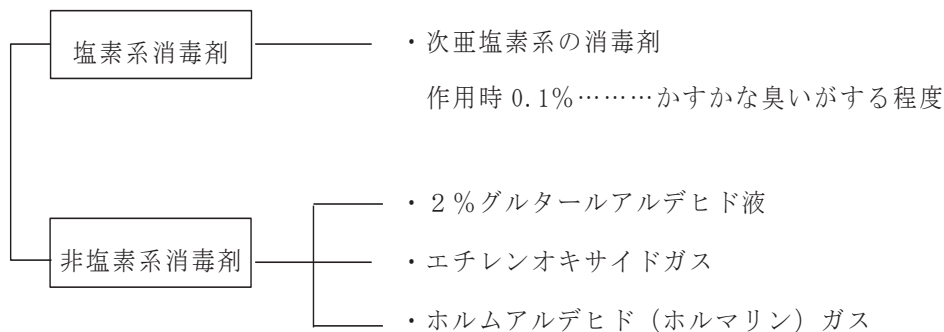 塩素系消毒剤
・次亜塩素系の消毒剤
作用時 0.1%………かすかな臭いがする程度
非塩素系消毒剤
・２％グルタールアルデヒド液
・エチレンオキサイドガス
・ホルムアルデヒド（ホルマリン）ガス